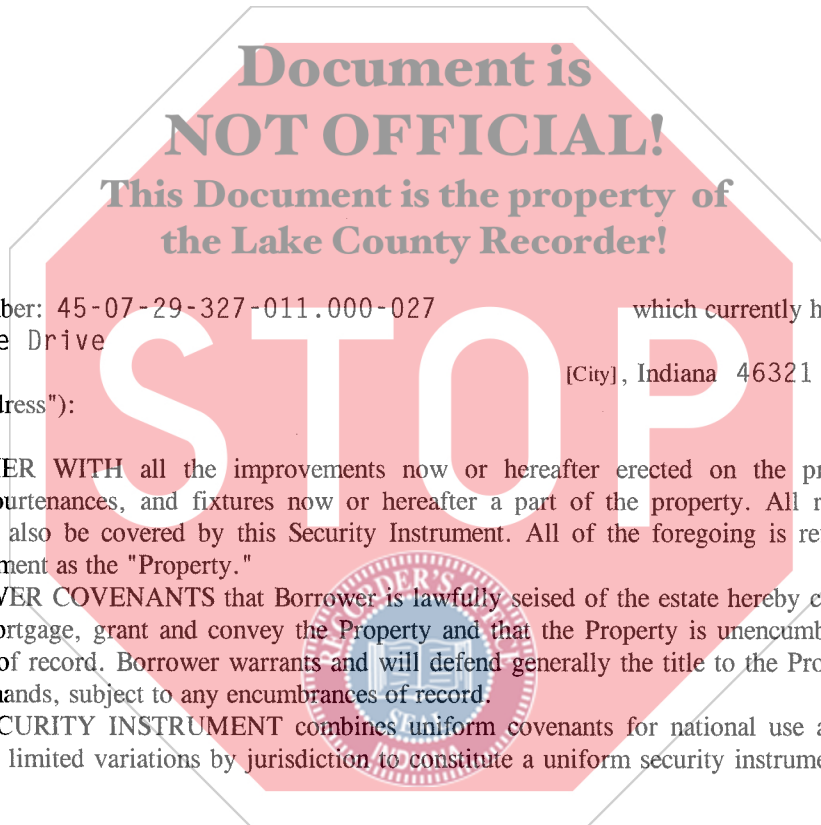 Document is
NOT OFFICIAL!
This Document is the property of
the Lake County Recorder!
ber: 45-07-29-327-011.000-027 which currently h
e Drive
[City], Indiana 46321
dress"):
STOP
ER WITH all the improvements now or hereafter erected on the pr
purtenances, and fixtures now or hereafter a part of the property. All r
also be covered by this Security Instrument. All of the foregoing is re
ment as the "Property."
VER COVENANTS that Borrower is lawfully seised of the estate hereby c
ortgage, grant and convey the Property and that the Property is unencumb
of record. Borrower warrants and will defend generally the title to the Pro
nands, subject to any encumbrances of record.
CURITY INSTRUMENT combines uniform covenants for national use a
limited variations by jurisdiction to constitute a uniform security instrume
RECORDER'S OFFICE
SEAL
INDIANA